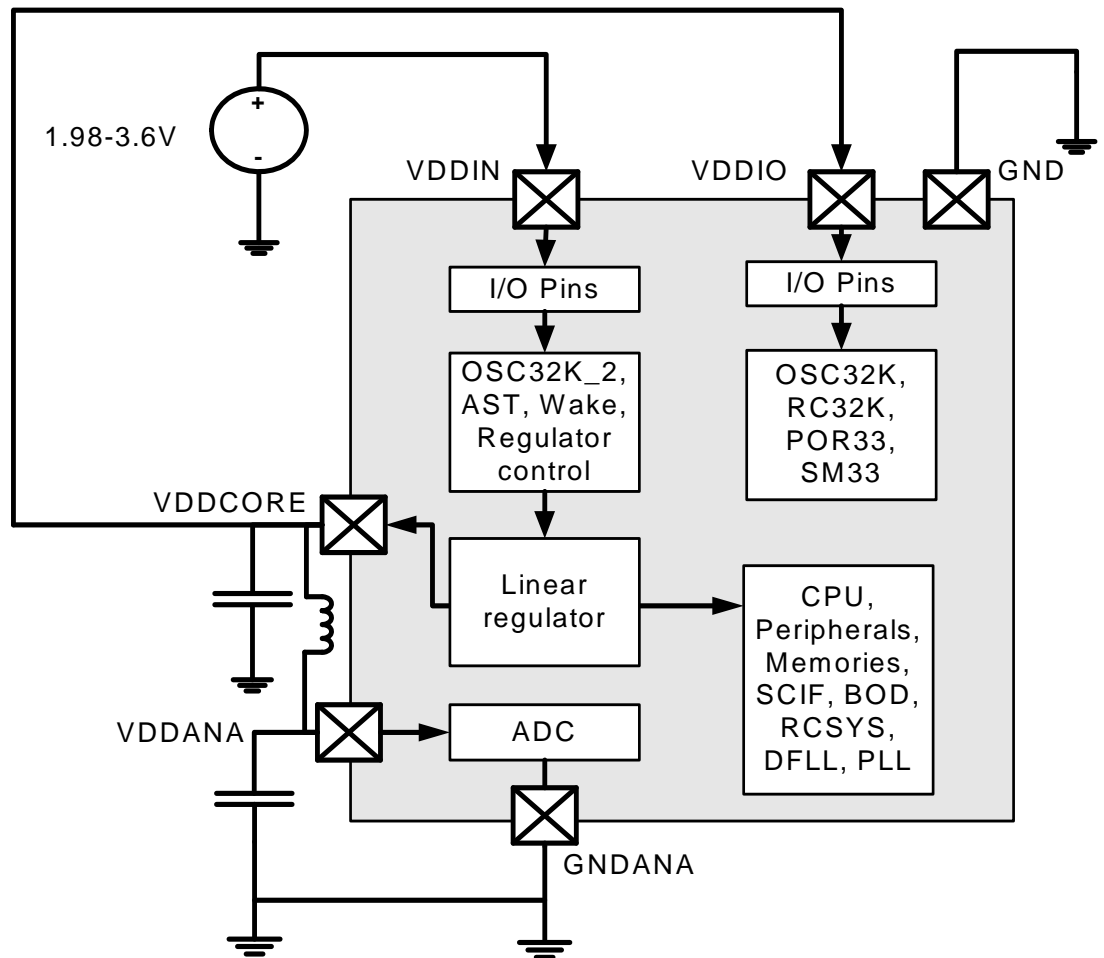 +
1.98-3.6V
-
VDDIN
VDDIO
GND
I/O Pins
I/O Pins
OSC32K_2,
AST, Wake,
Regulator
control
OSC32K,
RC32K,
POR33,
SM33
VDDCORE
Linear
regulator
CPU,
Peripherals,
Memories,
SCIF, BOD,
RCSYS,
DFLL, PLL
VDDANA
ADC
GNDANA